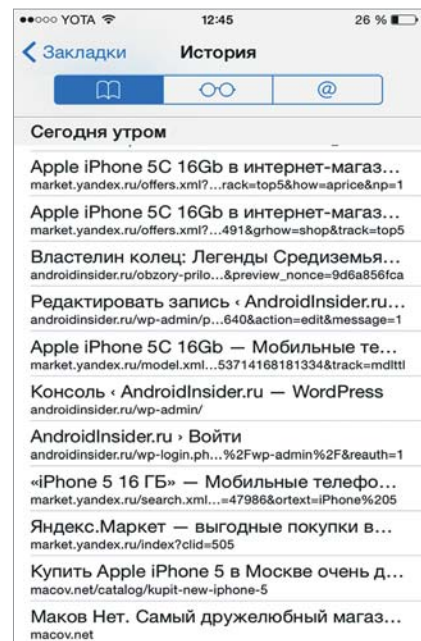 YOTA 12:45 26 %
Закладки История
@
Сегодня утром
Apple iPhone 5C 16Gb в интернет-магаз...
market.yandex.ru/offers.xml?...rack=top5&how=aprice&np=1
Apple iPhone 5C 16Gb в интернет-магаз...
market.yandex.ru/offers.xml?...491&grhow=shop&track=top5
Властелин колец: Легенды Средиземья...
androidinsider.ru/obzory-prilo...&preview_nonce=9d6a856fca
Редактировать запись ‹ AndroidInsider.ru...
androidinsider.ru/wp-admin/p...640&action=edit&message=1
Apple iPhone 5C 16Gb — Мобильные те...
market.yandex.ru/model.xml...53714168181334&track=mdlttl
Консоль ‹ AndroidInsider.ru — WordPress
androidinsider.ru/wp-admin/
AndroidInsider.ru › Войти
androidinsider.ru/wp-login.ph...%2Fwp-admin%2F&reauth=1
«iPhone 5 16 ГБ» — Мобильные телефо...
market.yandex.ru/search.xml...=47986&ortext=iPhone%205
Яндекс.Маркет — выгодные покупки в...
market.yandex.ru/index?clid=505
Купить Apple iPhone 5 в Москве очень д...
macov.net/catalog/kupit-new-iphone-5
Маков Нет. Самый дружелюбный магаз...
macov.net